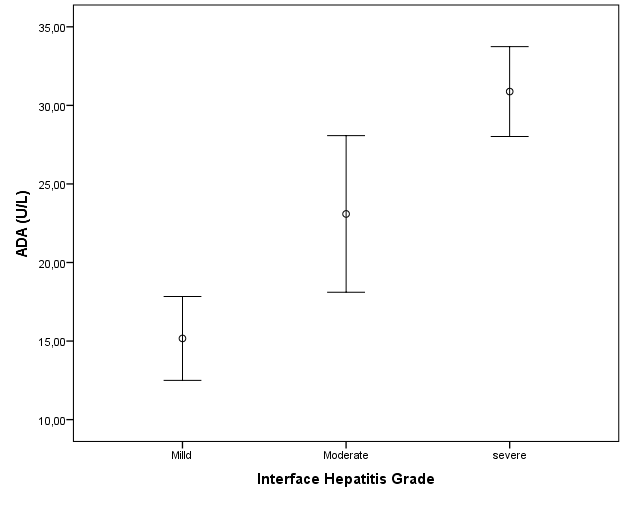 35,00
30,00
25,00
20,00
15,00
10,00
ADA (U/L)
Milld Moderate severe
Interface Hepatitis Grade